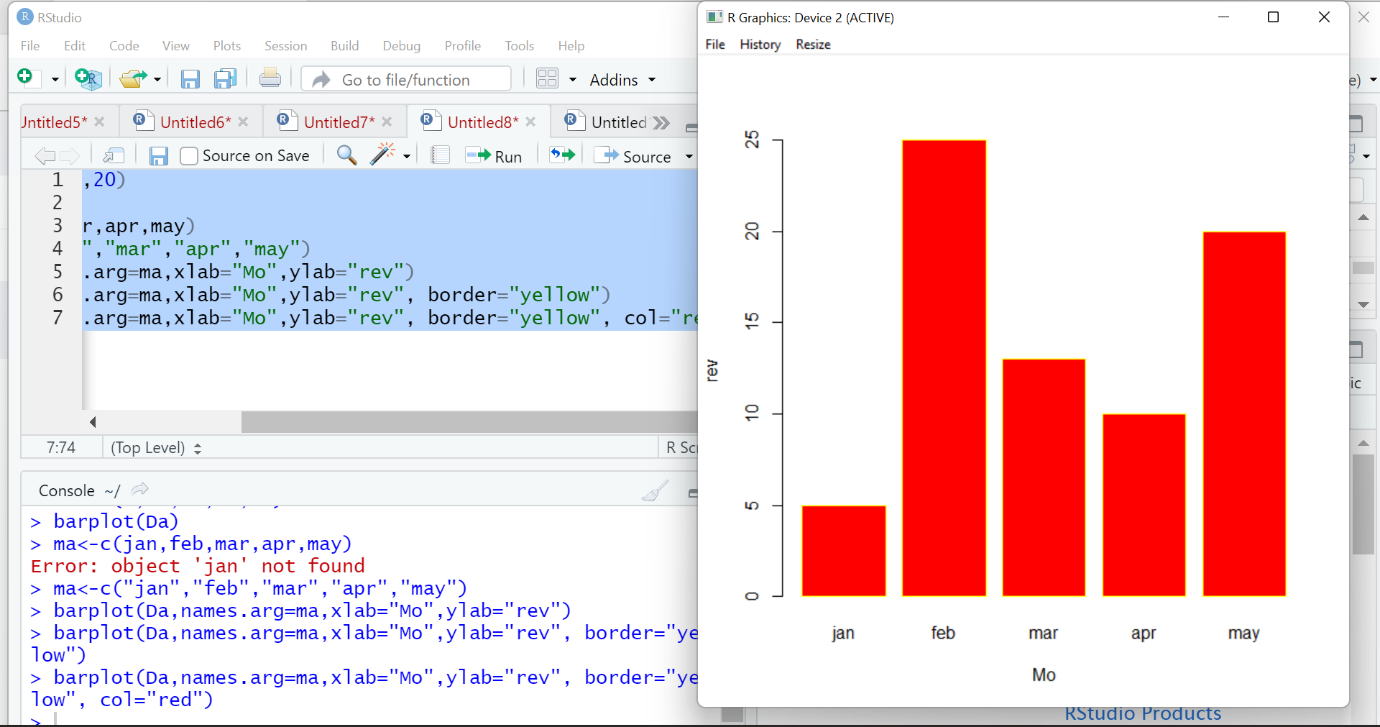 RStudio
File Edit Code View Plots Session Build Debug Profile Tools Help
Go to file/function Addins
Untitled5* Untitled6* Untitled7* Untitled8* Untitled
Source on Save Run Source
1 ,20)
2
3 r,apr,may)
4 ","mar","apr","may")
5 .arg=ma,xlab="Mo",ylab="rev")
6 .arg=ma,xlab="Mo",ylab="rev", border="yellow")
7 .arg=ma,xlab="Mo",ylab="rev", border="yellow", col="re
7:74 (Top Level) R Sc
Console ~/
> barplot(Da)
> ma<-c(jan,feb,mar,apr,may)
Error: object 'jan' not found
> ma<-c("jan","feb","mar","apr","may")
> barplot(Da,names.arg=ma,xlab="Mo",ylab="rev")
> barplot(Da,names.arg=ma,xlab="Mo",ylab="rev", border="ye
low")
> barplot(Da,names.arg=ma,xlab="Mo",ylab="rev", border="ye
low", col="red")
>
R Graphics: Device 2 (ACTIVE)
File History Resize
25
20
15
10
5
0
rev
jan feb mar apr may
Mo
e)
ic
RStudio Products